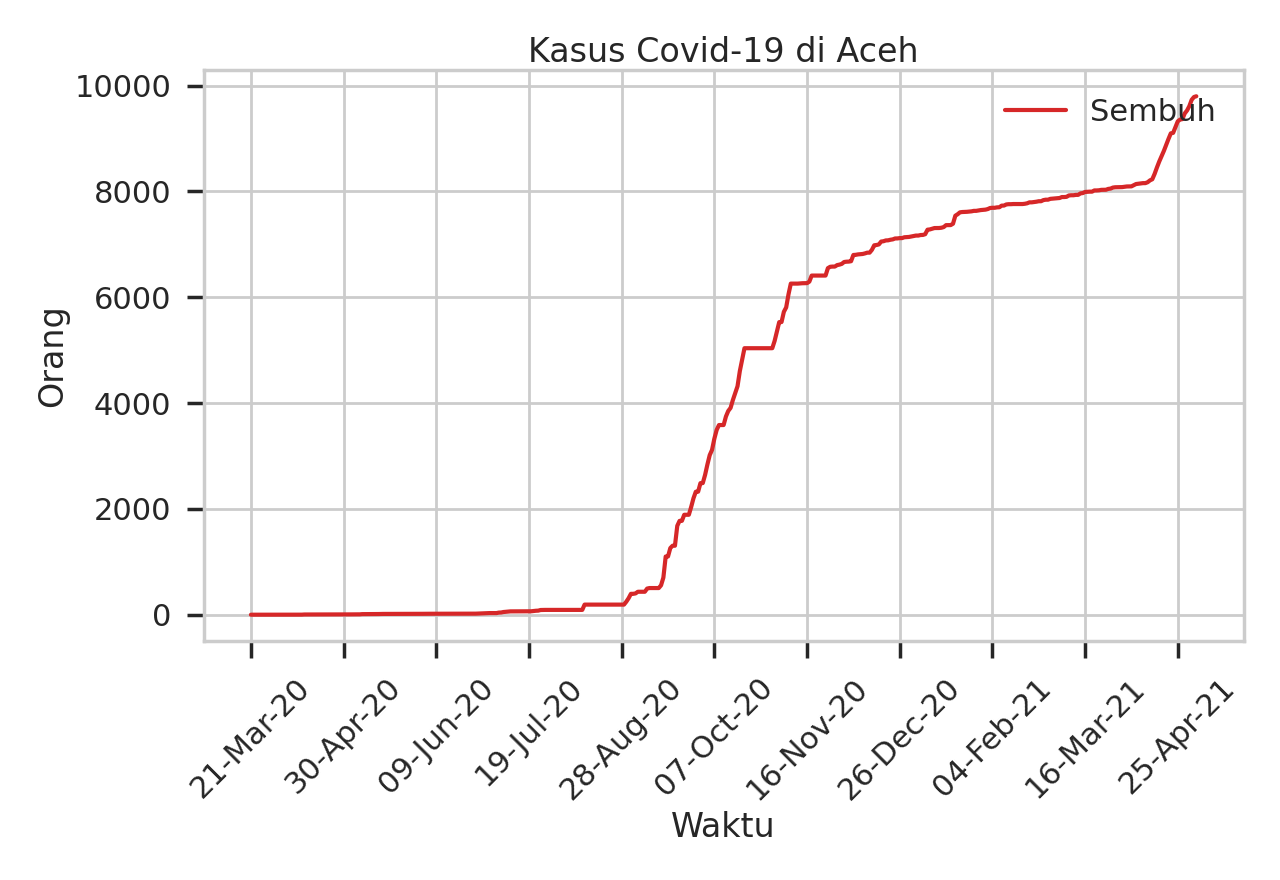 Kasus Covid-19 di Aceh
Sembuh
Orang
10000
8000
6000
4000
2000
0
21-Mar-20
30-Apr-20
09-Jun-20
19-Jul-20
28-Aug-20
07-Oct-20
16-Nov-20
26-Dec-20
04-Feb-21
16-Mar-21
25-Apr-21
Waktu